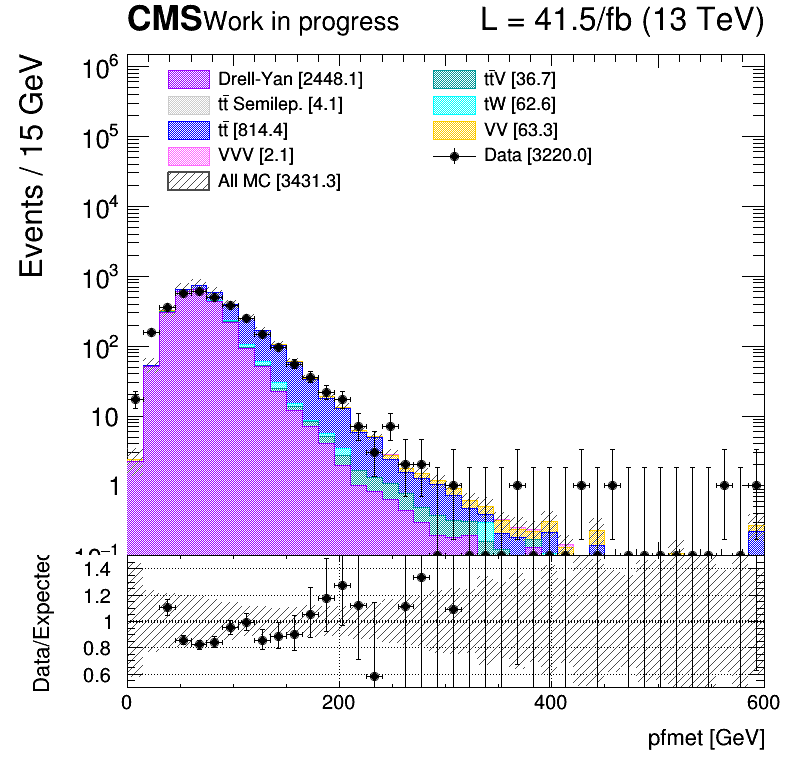 CMS Work in progress L = 41.5/fb (13 TeV)
Events / 15 GeV
10⁶
10⁵
10⁴
10³
10²
10
1
10⁻¹
Drell-Yan [2448.1]
tt̄ Semilep. [4.1]
tt̄ [814.4]
VVV [2.1]
All MC [3431.3]
tt̄V [36.7]
tW [62.6]
VV [63.3]
Data [3220.0]
Data/Expected
1.4
1.2
1
0.8
0.6
0 200 400 600
pfmet [GeV]